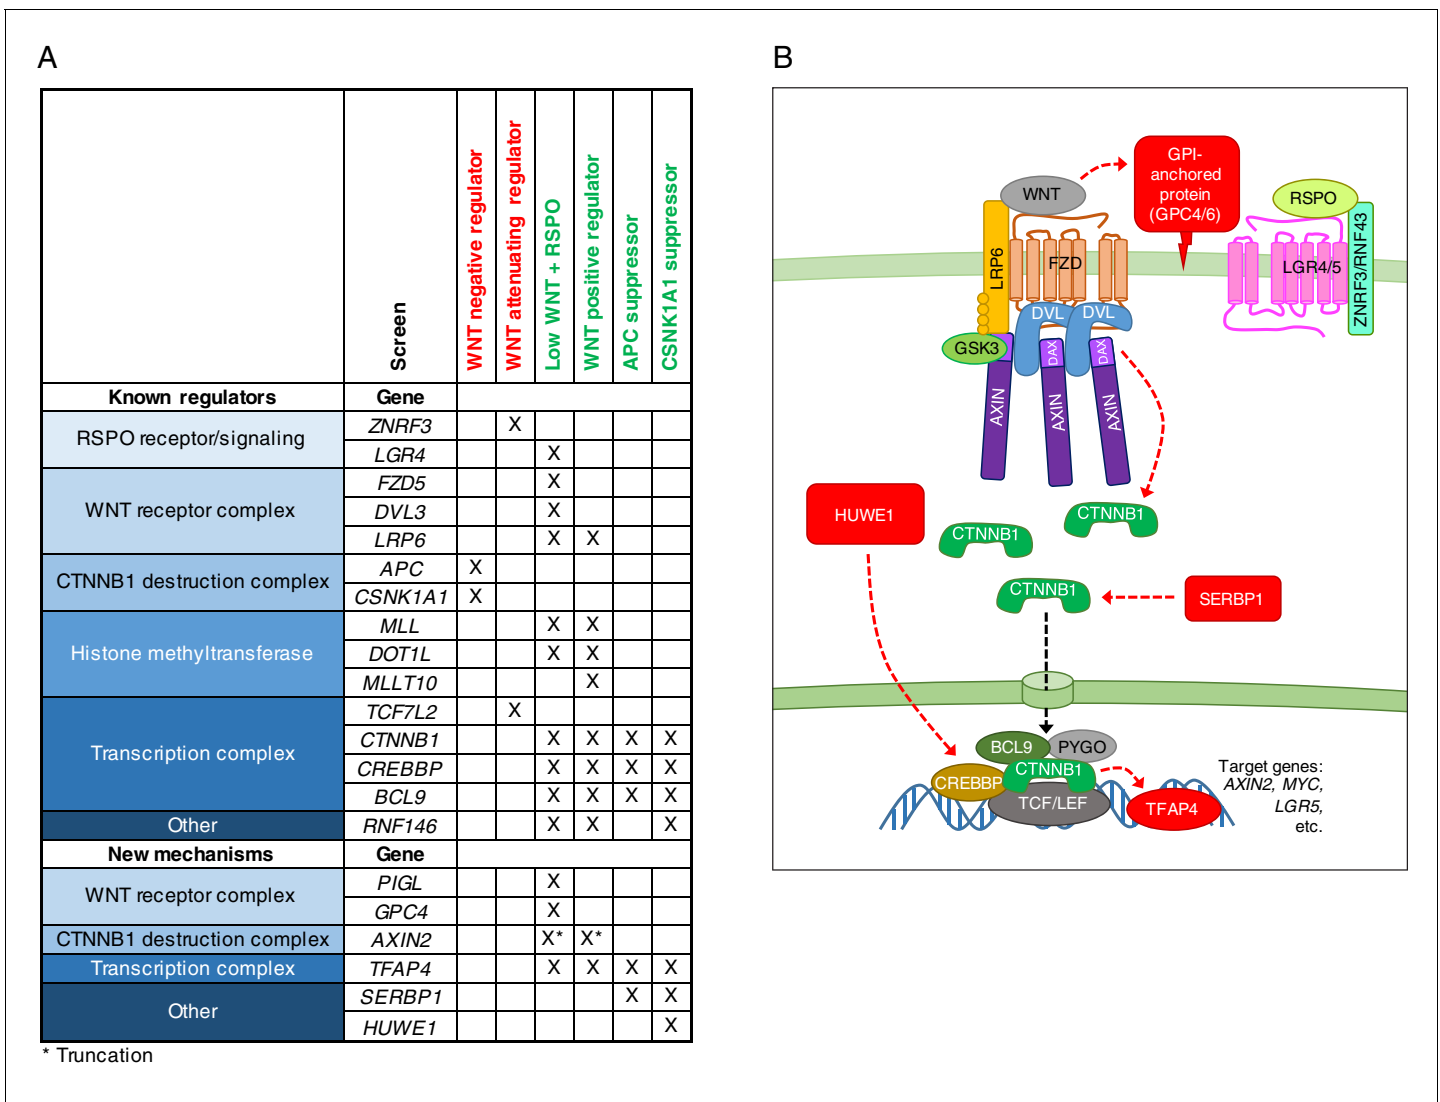 A
Screen
WNT negative regulator
WNT attenuating regulator
Low WNT + RSPO
WNT positive regulator
APC suppressor
CSNK1A1 suppressor
Known regulators Gene
RSPO receptor/signaling
ZNRF3 X
LGR4 X
WNT receptor complex
FZD5 X
DVL3 X
LRP6 X X
CTNNB1 destruction complex
APC X
CSNK1A1 X
Histone methyltransferase
MLL X X
DOT1L X X
MLLT10 X
Transcription complex
TCF7L2 X
CTNNB1 X X X X
CREBBP X X X X
BCL9 X X X X
Other RNF146 X X X
New mechanisms Gene
WNT receptor complex
PIGL X
GPC4 X
CTNNB1 destruction complex AXIN2 X* X*
Transcription complex TFAP4 X X X X
Other
SERBP1 X X
HUWE1 X
* Truncation
B
GPI-
anchored
protein
(GPC4/6)
WNT
RSPO
LRP6
FZD
LGR4/5
ZNRF3/RNF43
DVL
DVL
GSK3
DAX
DAX
AXIN
AXIN
AXIN
HUWE1
CTNNB1
CTNNB1
CTNNB1
SERBP1
BCL9
PYGO
CTNNB1
CREBBP
TCF/LEF
TFAP4
Target genes:
AXIN2, MYC,
LGR5,
etc.